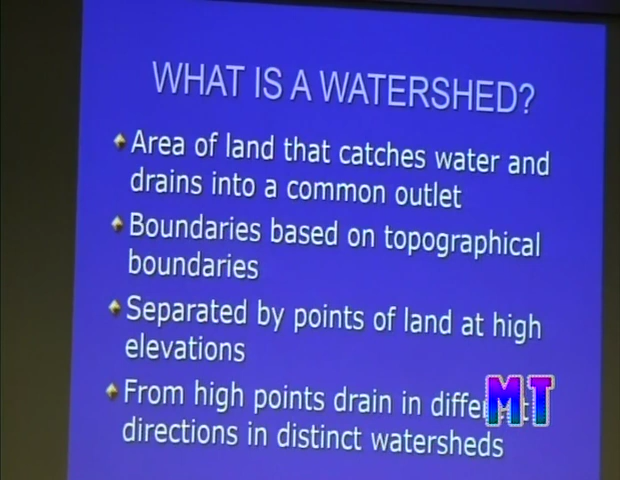 WHAT IS A WATERSHED?
Area of land that catches water and
drains into a common outlet
Boundaries based on topographical
boundaries
Separated by points of land at high
elevations
From high points drain in different
directions in distinct watersheds
MT